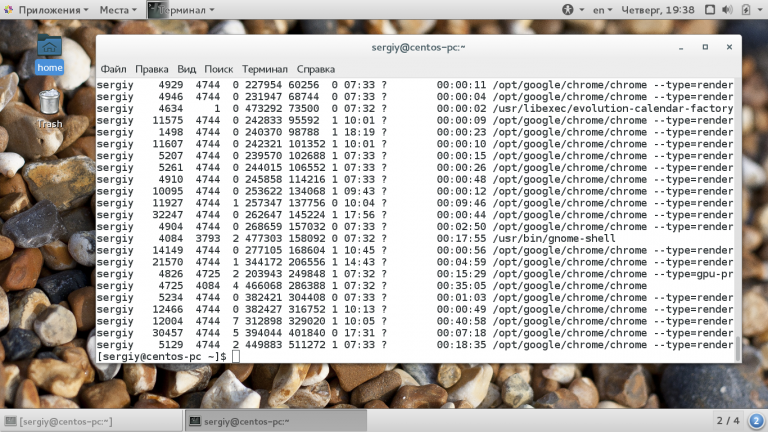 Приложения Места Терминал en Четверг, 19:38
home
Trash
sergiy@centos-pc:~
Файл Правка Вид Поиск Терминал Справка
sergiy 4929 4744 0 227954 60256 0 07:33 ? 00:00:11 /opt/google/chrome/chrome --type=render
sergiy 4946 4744 0 231947 68744 0 07:33 ? 00:00:04 /opt/google/chrome/chrome --type=render
sergiy 4634 1 0 473292 73500 0 07:32 ? 00:00:02 /usr/libexec/evolution-calendar-factory
sergiy 11575 4744 0 242833 95592 1 10:01 ? 00:00:09 /opt/google/chrome/chrome --type=render
sergiy 1498 4744 0 240370 98788 1 18:19 ? 00:00:23 /opt/google/chrome/chrome --type=render
sergiy 11607 4744 0 242321 101352 1 10:01 ? 00:00:10 /opt/google/chrome/chrome --type=render
sergiy 5207 4744 0 239570 102688 1 07:33 ? 00:00:15 /opt/google/chrome/chrome --type=render
sergiy 5261 4744 0 244015 106552 1 07:33 ? 00:00:26 /opt/google/chrome/chrome --type=render
sergiy 4910 4744 0 245858 114216 1 07:33 ? 00:00:48 /opt/google/chrome/chrome --type=render
sergiy 10095 4744 0 253622 134068 1 09:43 ? 00:00:12 /opt/google/chrome/chrome --type=render
sergiy 11927 4744 1 257347 137756 0 10:04 ? 00:09:46 /opt/google/chrome/chrome --type=render
sergiy 32247 4744 0 262647 145224 1 17:56 ? 00:00:44 /opt/google/chrome/chrome --type=render
sergiy 4904 4744 0 268659 157032 0 07:33 ? 00:02:50 /opt/google/chrome/chrome --type=render
sergiy 4084 3793 2 477303 158092 0 07:32 ? 00:17:55 /usr/bin/gnome-shell
sergiy 14149 4744 0 277105 168604 1 10:45 ? 00:00:56 /opt/google/chrome/chrome --type=render
sergiy 21570 4744 1 344172 206556 1 14:43 ? 00:04:59 /opt/google/chrome/chrome --type=render
sergiy 4826 4725 2 203943 249848 1 07:32 ? 00:15:29 /opt/google/chrome/chrome --type=gpu-pr
sergiy 4725 4084 4 466068 286388 1 07:32 ? 00:35:05 /opt/google/chrome/chrome
sergiy 5234 4744 0 382421 304408 0 07:33 ? 00:01:03 /opt/google/chrome/chrome --type=render
sergiy 12466 4744 0 382427 316752 1 10:13 ? 00:00:49 /opt/google/chrome/chrome --type=render
sergiy 12004 4744 7 312898 329020 1 10:05 ? 00:40:58 /opt/google/chrome/chrome --type=render
sergiy 30457 4744 5 394044 401840 0 17:31 ? 00:07:18 /opt/google/chrome/chrome --type=render
sergiy 5129 4744 2 449883 511272 1 07:33 ? 00:18:35 /opt/google/chrome/chrome --type=render
[sergiy@centos-pc ~]$
[sergiy@centos-pc:~] sergiy@centos-pc:~ 2 / 4 2